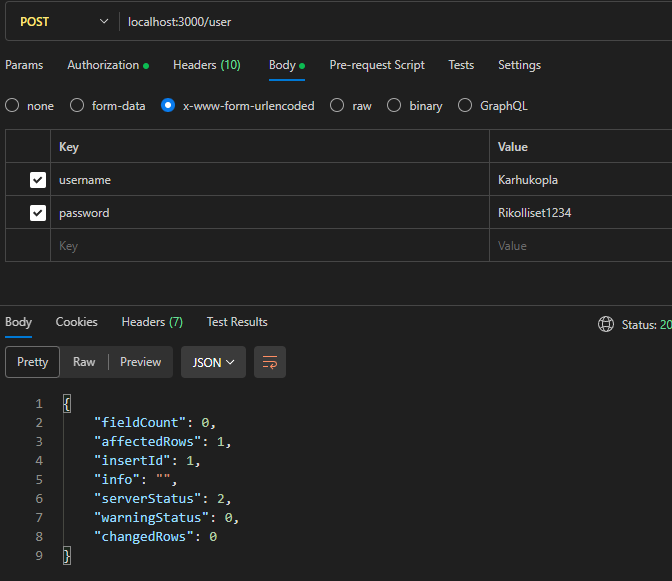 POST localhost:3000/user
Params Authorization Headers (10) Body Pre-request Script Tests Settings
none form-data x-www-form-urlencoded raw binary GraphQL
Key Value
username Karhukopla
password Rikolliset1234
Key Value
Body Cookies Headers (7) Test Results Status: 20
Pretty Raw Preview JSON
1 {
2 "fieldCount": 0,
3 "affectedRows": 1,
4 "insertId": 1,
5 "info": "",
6 "serverStatus": 2,
7 "warningStatus": 0,
8 "changedRows": 0
9 }